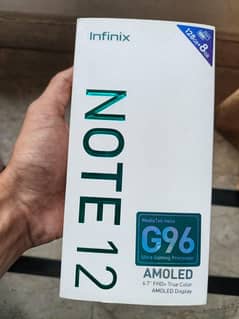 Infinix
128GB+8GB
NOTE 12
MediaTek Helio
G96
Ultra Gaming Processor
AMOLED
6.7" FHD+ True Color
AMOLED Display